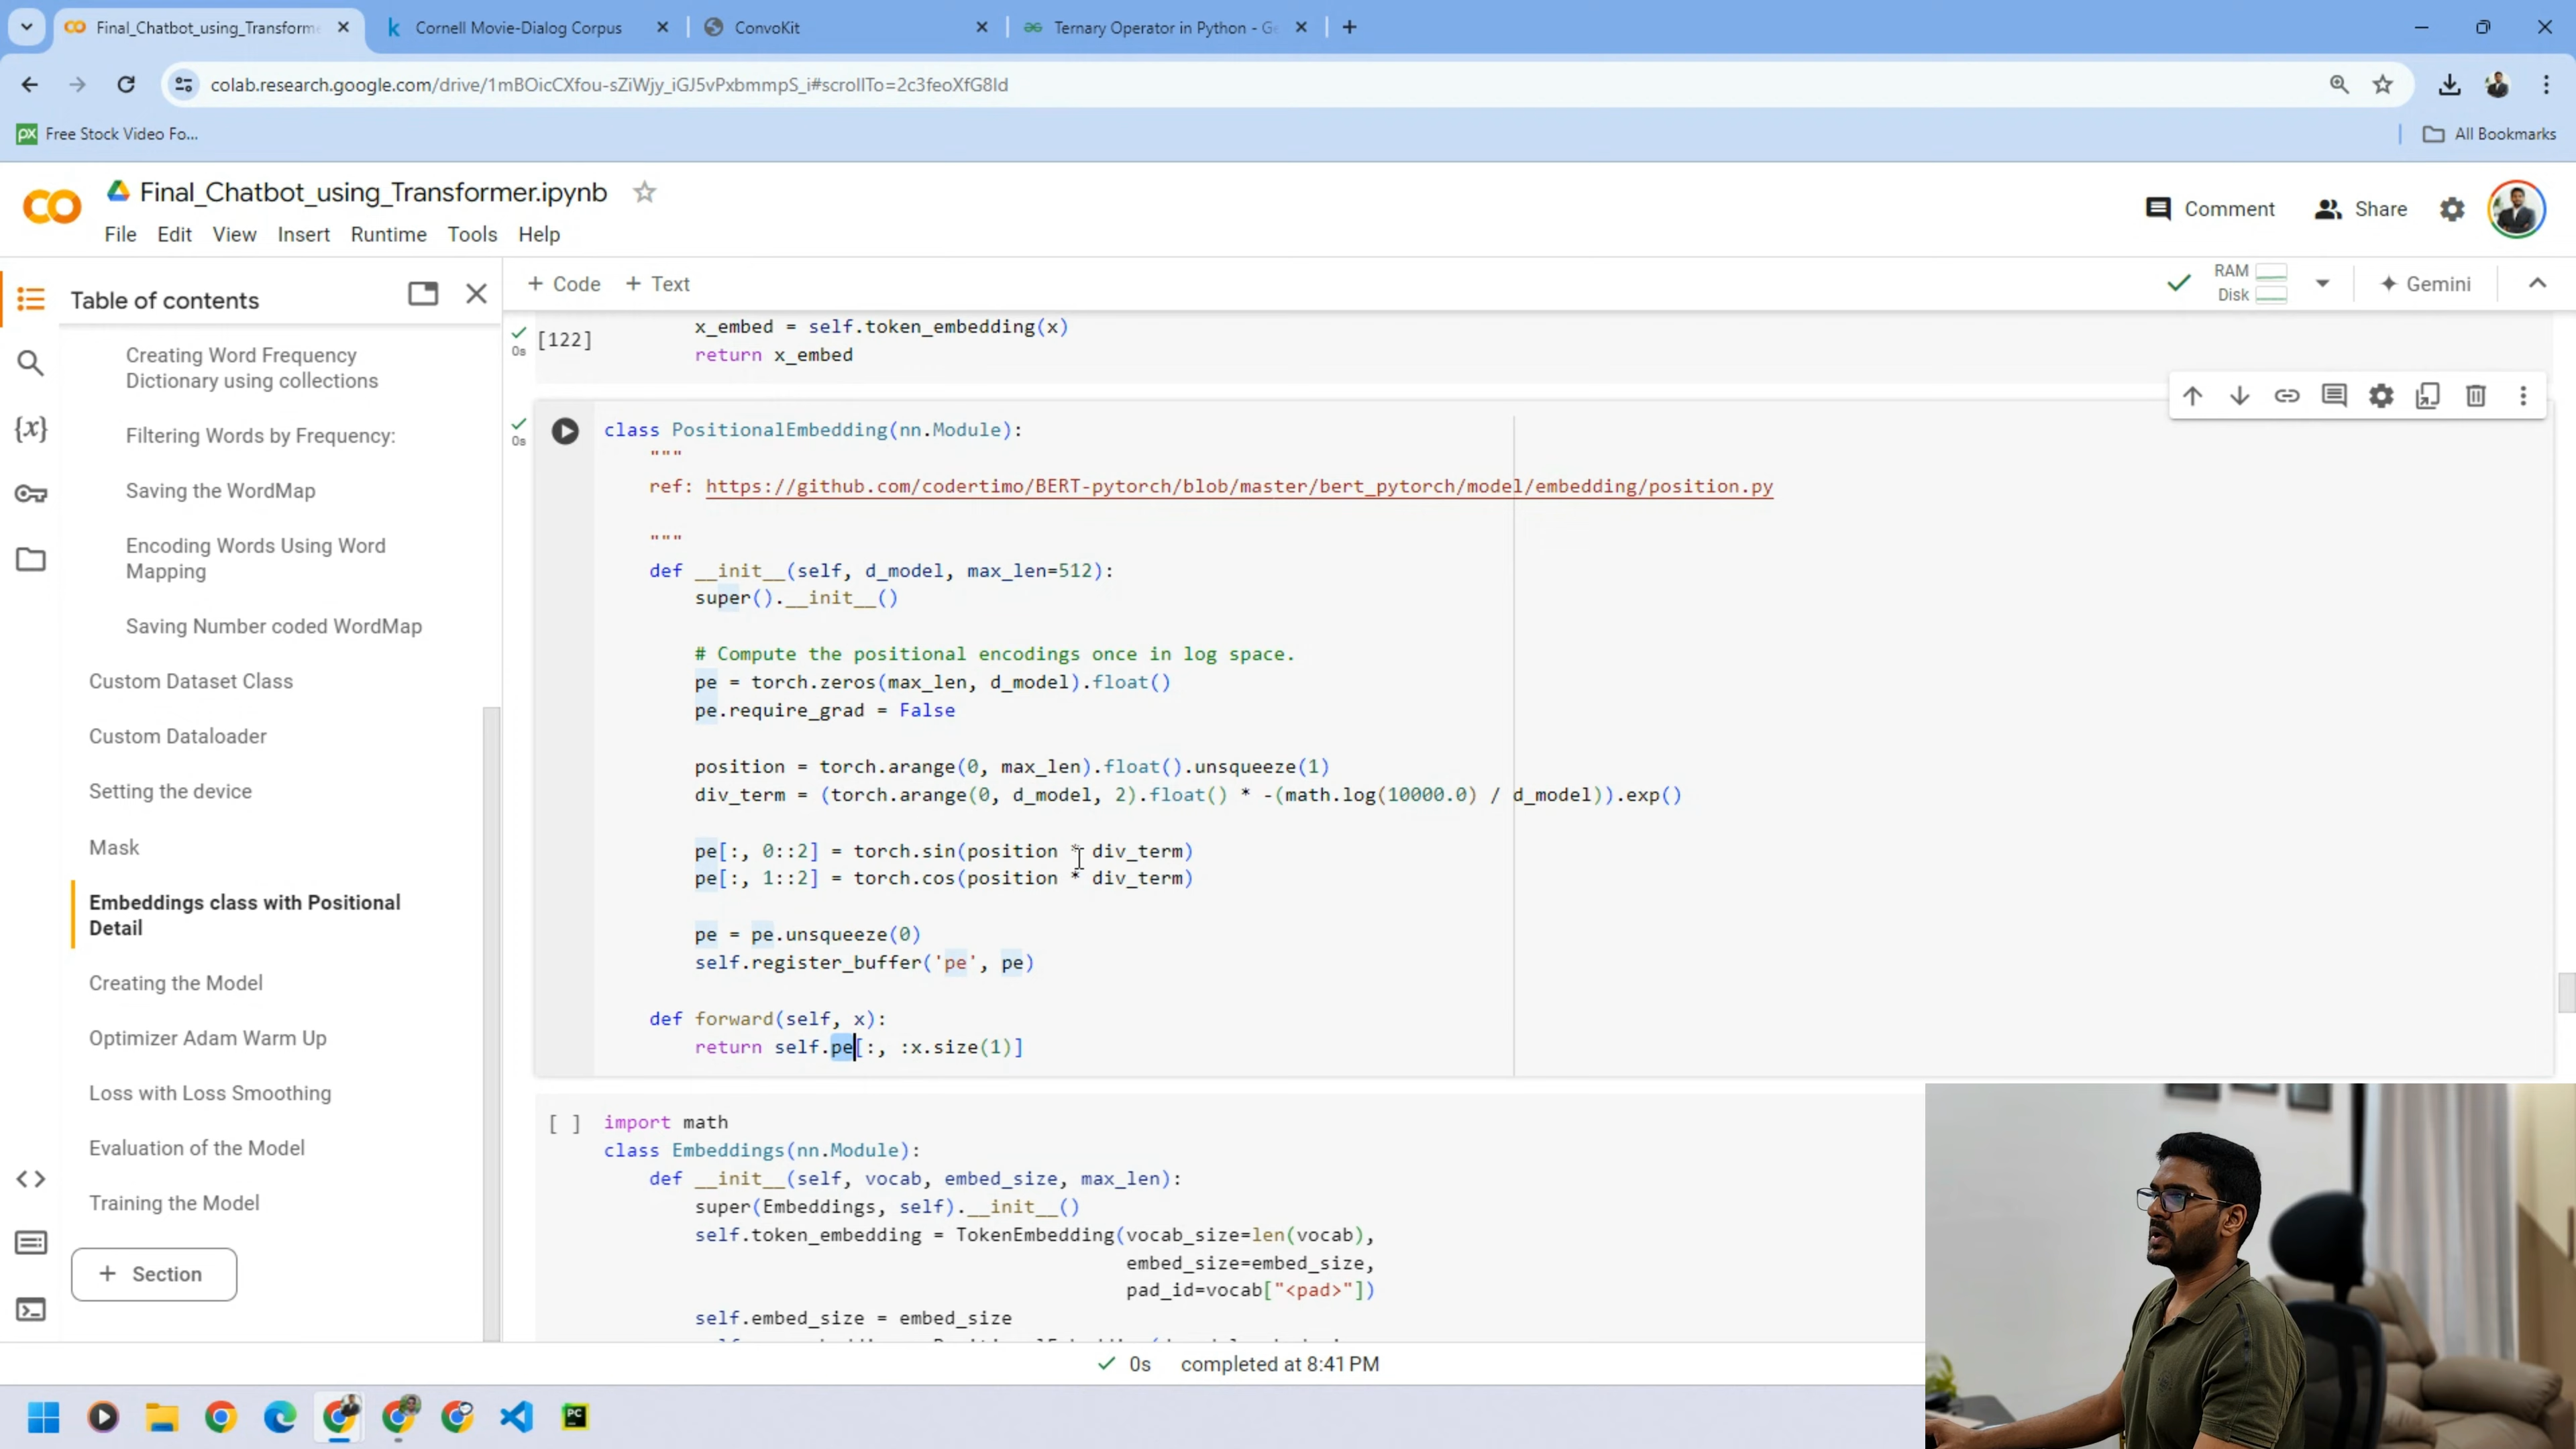 Final_Chatbot_using_Transforme
Cornell Movie-Dialog Corpus
ConvoKit
Ternary Operator in Python - Ge
colab.research.google.com/drive/1mBOicCXfou-sZiWjy_iGJ5vPxbmmpS_i#scrollTo=2c3feoXfG8ld
px Free Stock Video Fo...
All Bookmarks
Final_Chatbot_using_Transformer.ipynb
Comment
Share
File Edit View Insert Runtime Tools Help
Table of contents
+ Code + Text
RAM
Disk
Gemini
Creating Word Frequency
Dictionary using collections
Filtering Words by Frequency:
Saving the WordMap
Encoding Words Using Word
Mapping
Saving Number coded WordMap
Custom Dataset Class
Custom Dataloader
Setting the device
Mask
Embeddings class with Positional
Detail
Creating the Model
Optimizer Adam Warm Up
Loss with Loss Smoothing
Evaluation of the Model
Training the Model
+ Section
0s
[122]
x_embed = self.token_embedding(x)
return x_embed
0s
class PositionalEmbedding(nn.Module):
"""
ref: https://github.com/codertimo/BERT-pytorch/blob/master/bert_pytorch/model/embedding/position.py
"""
def __init__(self, d_model, max_len=512):
super().__init__()
# Compute the positional encodings once in log space.
pe = torch.zeros(max_len, d_model).float()
pe.require_grad = False
position = torch.arange(0, max_len).float().unsqueeze(1)
div_term = (torch.arange(0, d_model, 2).float() * -(math.log(10000.0) / d_model)).exp()
pe[:, 0::2] = torch.sin(position * div_term)
pe[:, 1::2] = torch.cos(position * div_term)
pe = pe.unsqueeze(0)
self.register_buffer('pe', pe)
def forward(self, x):
return self.pe[:, :x.size(1)]
[ ]
import math
class Embeddings(nn.Module):
def __init__(self, vocab, embed_size, max_len):
super(Embeddings, self).__init__()
self.token_embedding = TokenEmbedding(vocab_size=len(vocab),
embed_size=embed_size,
pad_id=vocab["<pad>"])
self.embed_size = embed_size
0s completed at 8:41 PM
PC